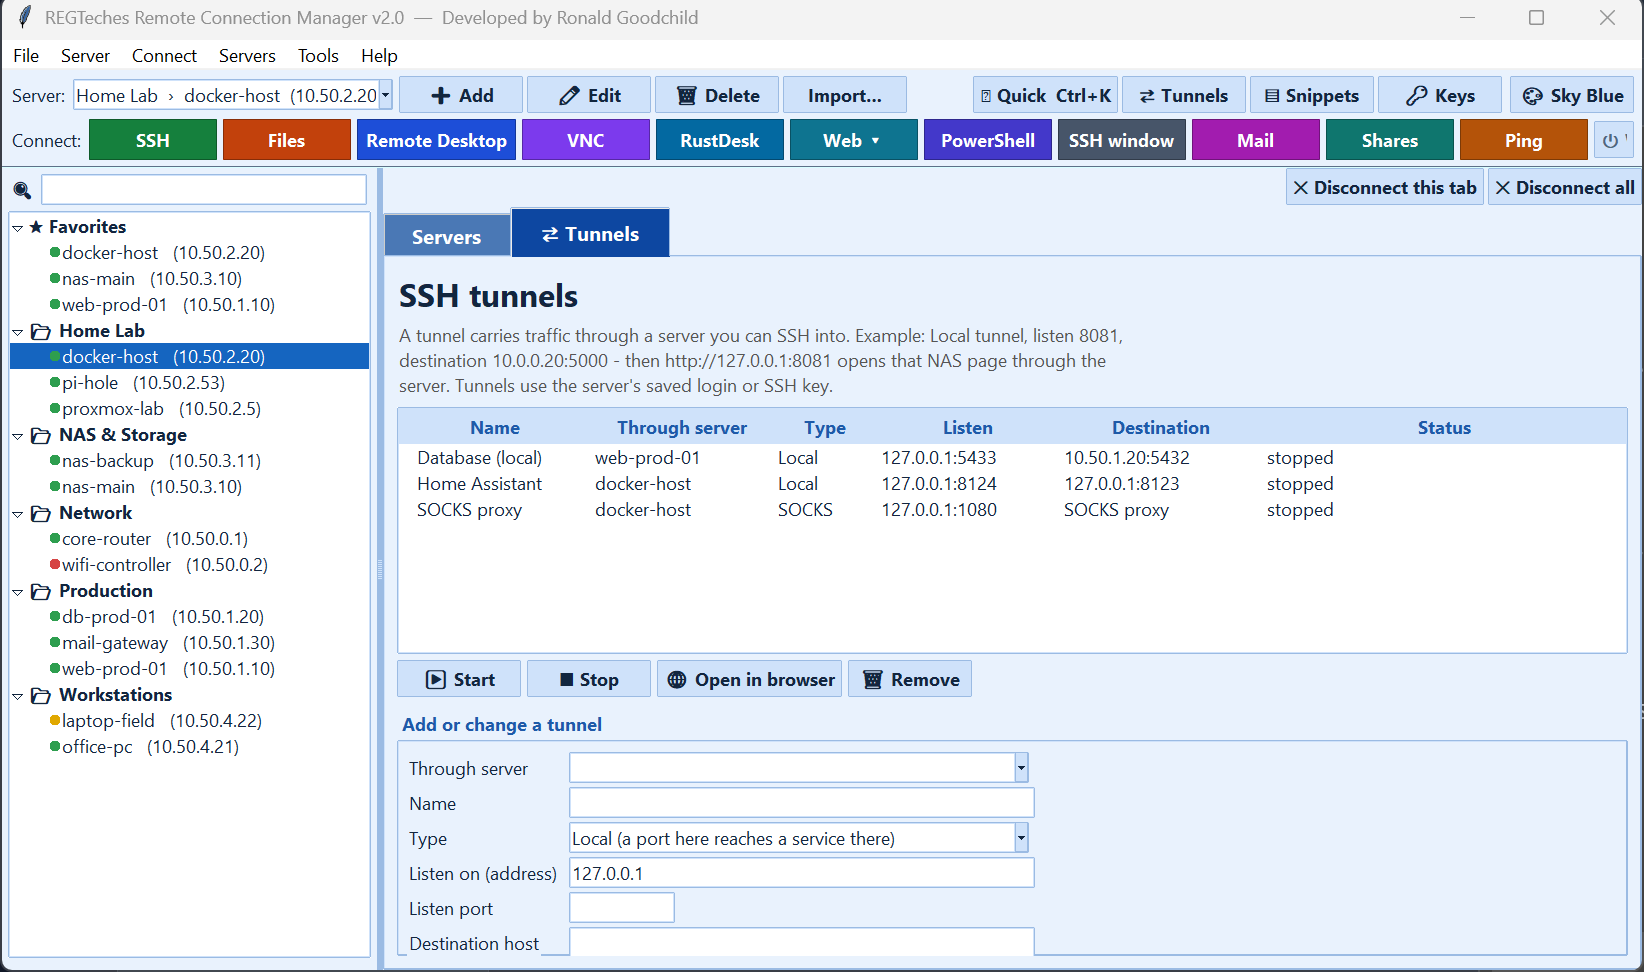 REGTeches Remote Connection Manager v2.0 — Developed by Ronald Goodchild
File Server Connect Servers Tools Help
Server: Home Lab › docker-host (10.50.2.20 Add Edit Delete Import... Quick Ctrl+K Tunnels Snippets Keys Sky Blue
Connect: SSH Files Remote Desktop VNC RustDesk Web PowerShell SSH window Mail Shares Ping
Disconnect this tab Disconnect all
Favorites
docker-host (10.50.2.20)
nas-main (10.50.3.10)
web-prod-01 (10.50.1.10)
Home Lab
docker-host (10.50.2.20)
pi-hole (10.50.2.53)
proxmox-lab (10.50.2.5)
NAS & Storage
nas-backup (10.50.3.11)
nas-main (10.50.3.10)
Network
core-router (10.50.0.1)
wifi-controller (10.50.0.2)
Production
db-prod-01 (10.50.1.20)
mail-gateway (10.50.1.30)
web-prod-01 (10.50.1.10)
Workstations
laptop-field (10.50.4.22)
office-pc (10.50.4.21)
Servers Tunnels
SSH tunnels
A tunnel carries traffic through a server you can SSH into. Example: Local tunnel, listen 8081,
destination 10.0.0.20:5000 - then http://127.0.0.1:8081 opens that NAS page through the
server. Tunnels use the server's saved login or SSH key.
Name Through server Type Listen Destination Status
Database (local) web-prod-01 Local 127.0.0.1:5433 10.50.1.20:5432 stopped
Home Assistant docker-host Local 127.0.0.1:8124 127.0.0.1:8123 stopped
SOCKS proxy docker-host SOCKS 127.0.0.1:1080 SOCKS proxy stopped
Start Stop Open in browser Remove
Add or change a tunnel
Through server
Name
Type Local (a port here reaches a service there)
Listen on (address) 127.0.0.1
Listen port
Destination host